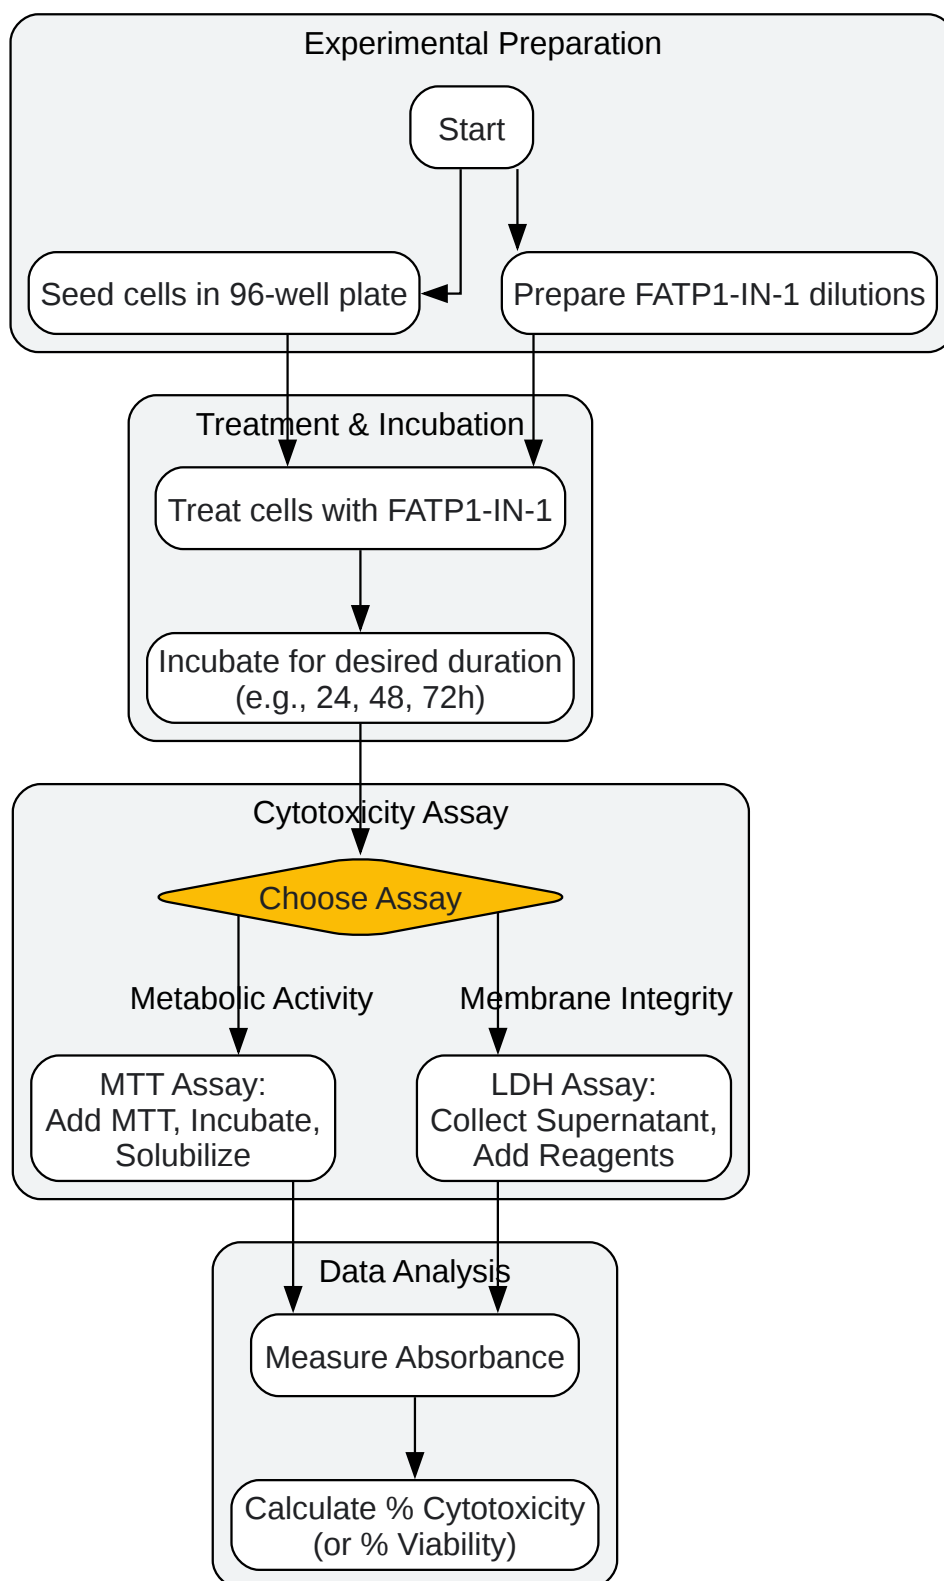 Experimental Preparation
Start
Seed cells in 96-well plate
Prepare FATP1-IN-1 dilutions
Treatment & Incubation
Treat cells with FATP1-IN-1
Incubate for desired duration
(e.g., 24, 48, 72h)
Cytotoxicity Assay
Choose Assay
Metabolic Activity
Membrane Integrity
MTT Assay:
Add MTT, Incubate,
Solubilize
LDH Assay:
Collect Supernatant,
Add Reagents
Data Analysis
Measure Absorbance
Calculate % Cytotoxicity
(or % Viability)